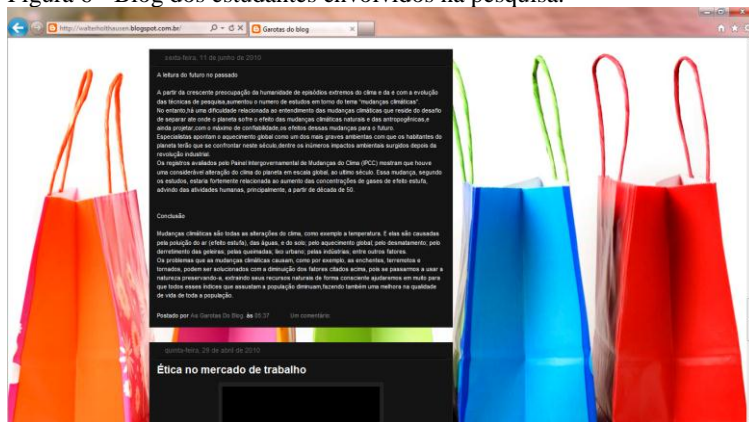 Figura 6 - Blog dos estudantes envolvidos na pesquisa.
http://walterholthausen.blogspot.com.br/
Garotas do blog
sexta-feira, 11 de junho de 2010
A leitura do futuro no passado
A partir da crescente preocupação da humanidade de episódios extremos do clima e da e com a evolução
das técnicas de pesquisa,aumentou o numero de estudos em torno do tema "mudanças climáticas".
No entanto,há uma dificuldade relacionada ao entendimento das mudanças climáticas que reside do desafio
de separar ate onde o planeta sofre o efeito das mudanças climáticas naturais e das antropogênicas,e
ainda projetar,com o máximo de confiabilidade,os efeitos dessas mudanças para o futuro.
Especialistas apontam o aquecimento global como um dos mais graves ambientas com que os habitantes do
planeta terão que se confrontar neste século,dentre os inúmeros impactos ambientais surgidos depois da
revolução industrial.
Os registros avaliados pelo Painel Intergovernamental de Mudanças do Clima (IPCC) mostram que houve
uma considerável alteração do clima do planeta em escala global, ao ultimo século. Essa mudança, segundo
os estudos, estaria fortemente relacionada ao aumento das concentrações de gases de efeito estufa,
advindo das atividades humanas, principalmente, a partir de década de 50.
Conclusão
Mudanças climáticas são todas as alterações do clima, como exemplo a temperatura. E elas são causadas
pela poluição do ar (efeito estufa), das águas, e do solo; pelo aquecimento global; pelo desmatamento; pelo
derretimento das geleiras; pelas queimadas; lixo urbano; pelas indústrias; entre outros fatores.
Os problemas que as mudanças climáticas causam, como por exemplo, as enchentes, terremotos e
tornados, podem ser solucionados com a diminuição dos fatores citados acima, pois se passarmos a usar a
natureza preservando-a, extraindo seus recursos naturais de forma consciente ajudaremos em muito para
que todos esses índices que assustam a população diminuam,fazendo também uma melhora na qualidade
de vida de toda a população.
Postado por As Garotas Do Blog às 05:37 Um comentário:
quinta-feira, 29 de abril de 2010
Ética no mercado de trabalho